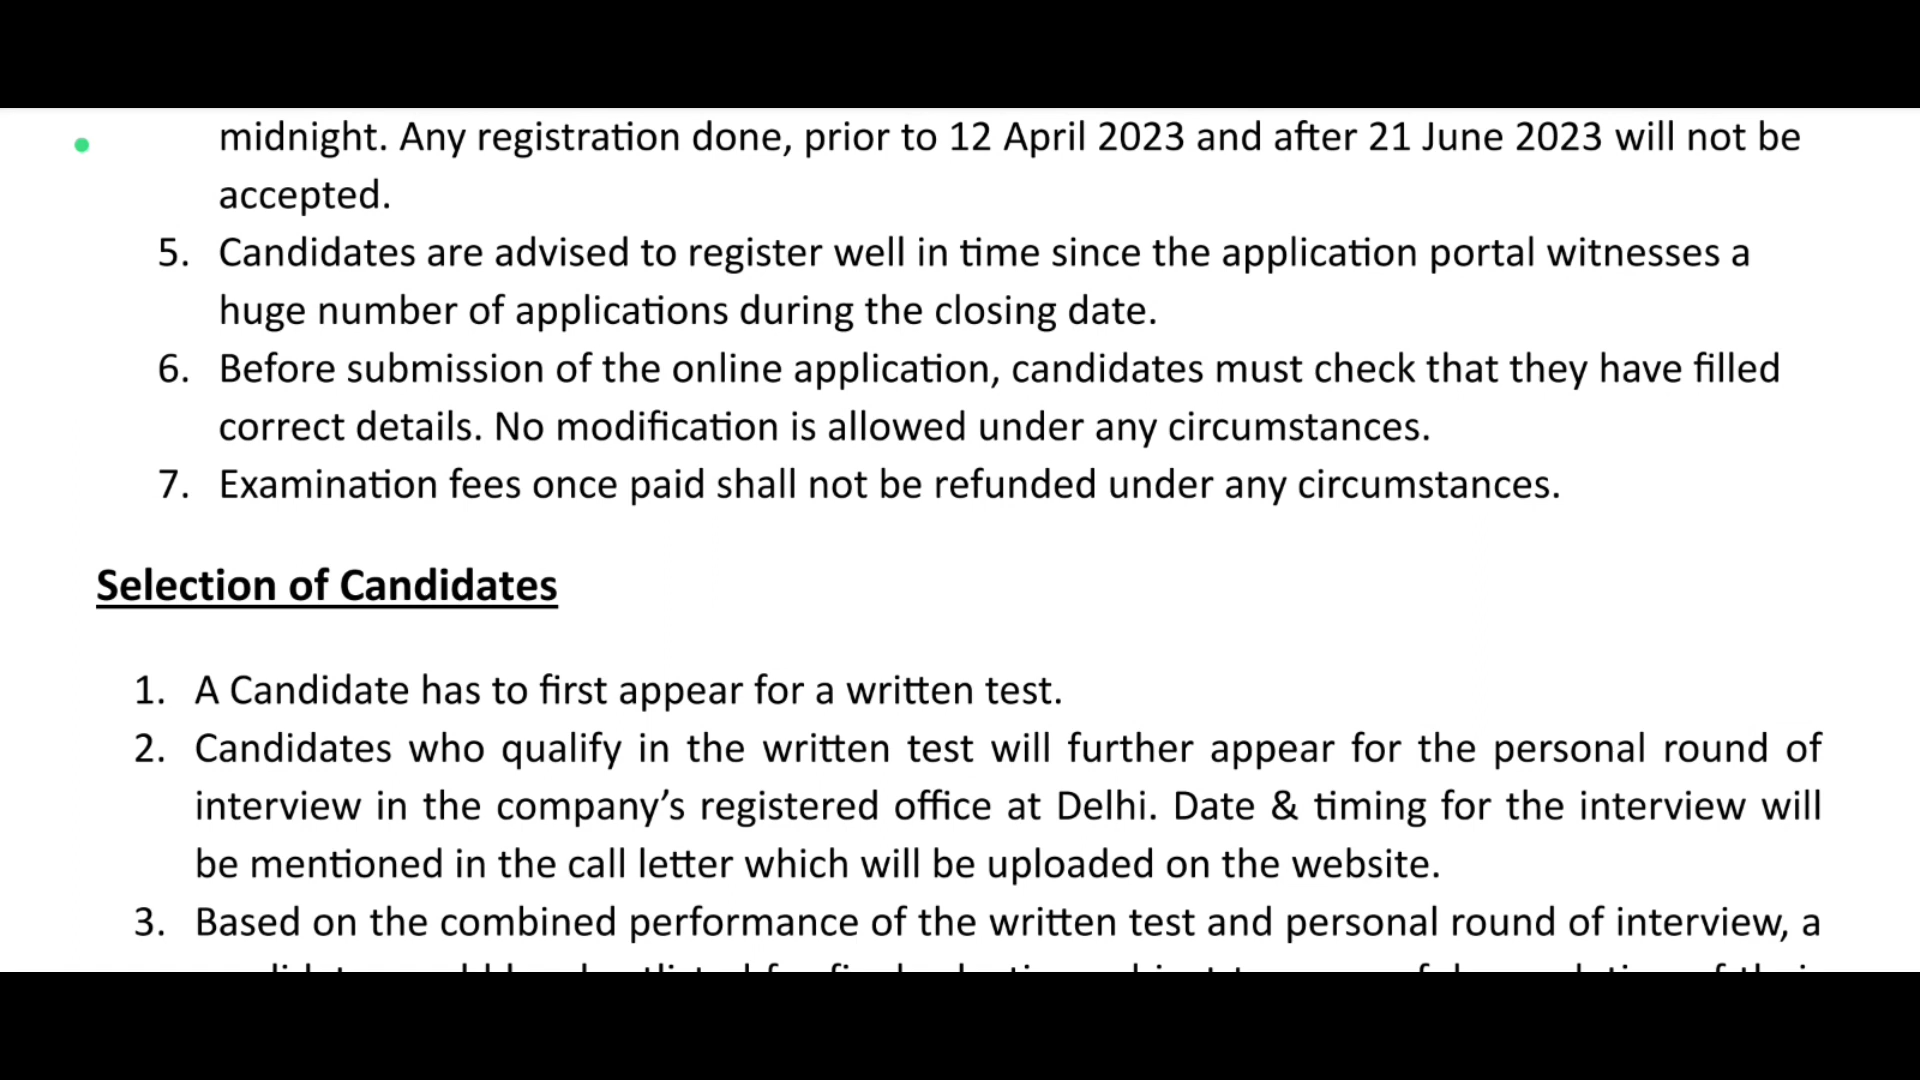 midnight. Any registration done, prior to 12 April 2023 and after 21 June 2023 will not be
accepted.
5. Candidates are advised to register well in time since the application portal witnesses a
huge number of applications during the closing date.
6. Before submission of the online application, candidates must check that they have filled
correct details. No modification is allowed under any circumstances.
7. Examination fees once paid shall not be refunded under any circumstances.
Selection of Candidates
1. A Candidate has to first appear for a written test.
2. Candidates who qualify in the written test will further appear for the personal round of
interview in the company’s registered office at Delhi. Date & timing for the interview will
be mentioned in the call letter which will be uploaded on the website.
3. Based on the combined performance of the written test and personal round of interview, a